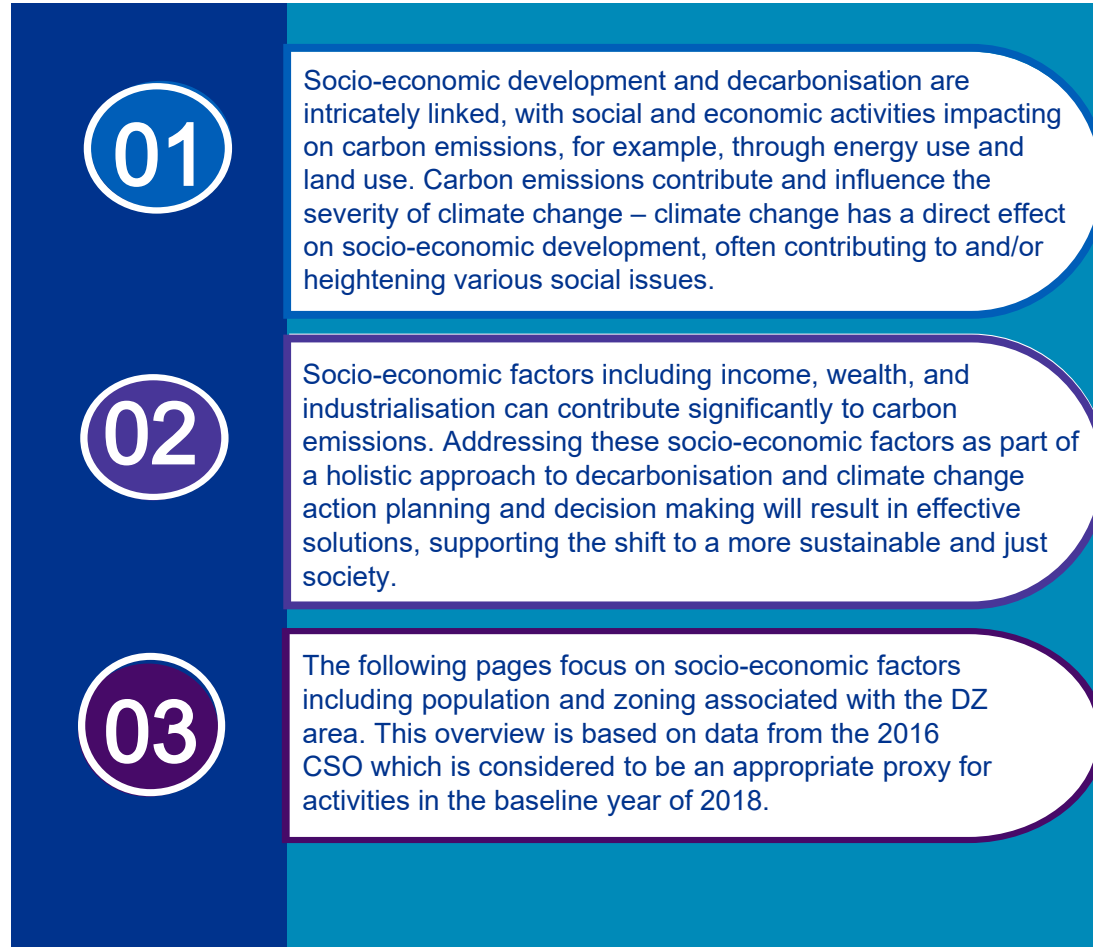 01
Socio-economic development and decarbonisation are
intricately linked, with social and economic activities impacting
on carbon emissions, for example, through energy use and
land use. Carbon emissions contribute and influence the
severity of climate change – climate change has a direct effect
on socio-economic development, often contributing to and/or
heightening various social issues.
02
Socio-economic factors including income, wealth, and
industrialisation can contribute significantly to carbon
emissions. Addressing these socio-economic factors as part of
a holistic approach to decarbonisation and climate change
action planning and decision making will result in effective
solutions, supporting the shift to a more sustainable and just
society.
03
The following pages focus on socio-economic factors
including population and zoning associated with the DZ
area. This overview is based on data from the 2016
CSO which is considered to be an appropriate proxy for
activities in the baseline year of 2018.